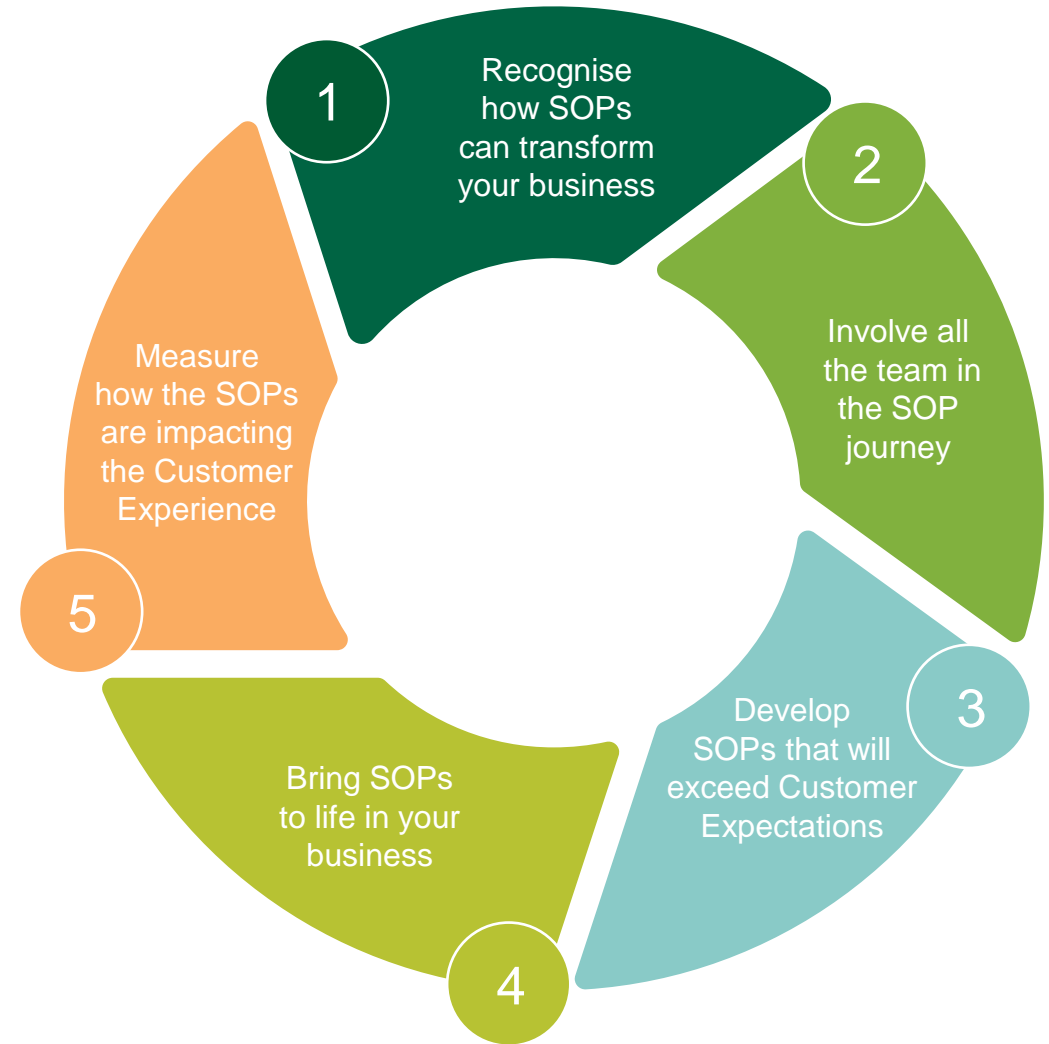 1
Recognise
how SOPs
can transform
your business
2
Involve all
the team in
the SOP
journey
3
Develop
SOPs that will
exceed Customer
Expectations
4
Bring SOPs
to life in your
business
5
Measure
how the SOPs
are impacting
the Customer
Experience